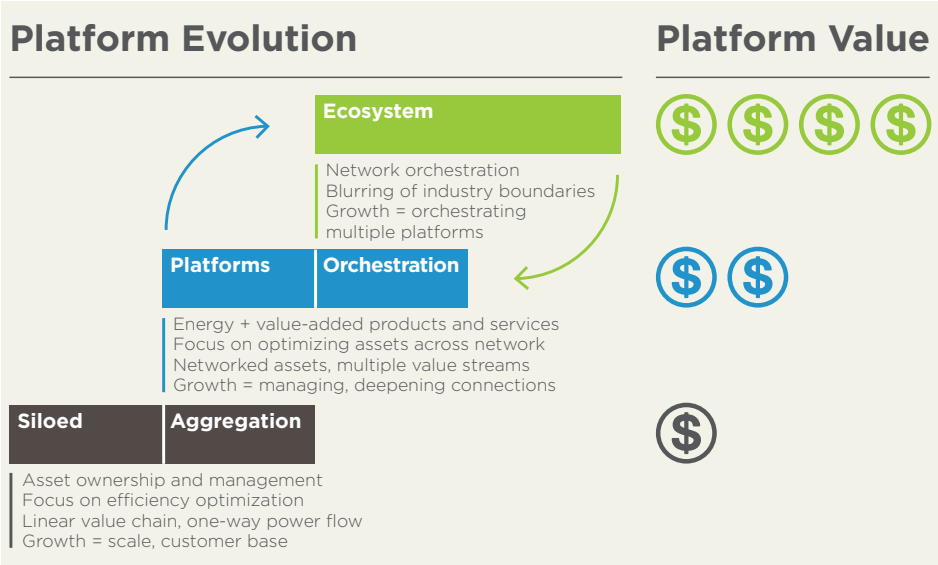 Platform Evolution
Platform Value
Ecosystem
$ $ $ $
Network orchestration
Blurring of industry boundaries
Growth = orchestrating
multiple platforms
Platforms
Orchestration
$ $
Energy + value-added products and services
Focus on optimizing assets across network
Networked assets, multiple value streams
Growth = managing, deepening connections
Siloed
Aggregation
$
Asset ownership and management
Focus on efficiency optimization
Linear value chain, one-way power flow
Growth = scale, customer base